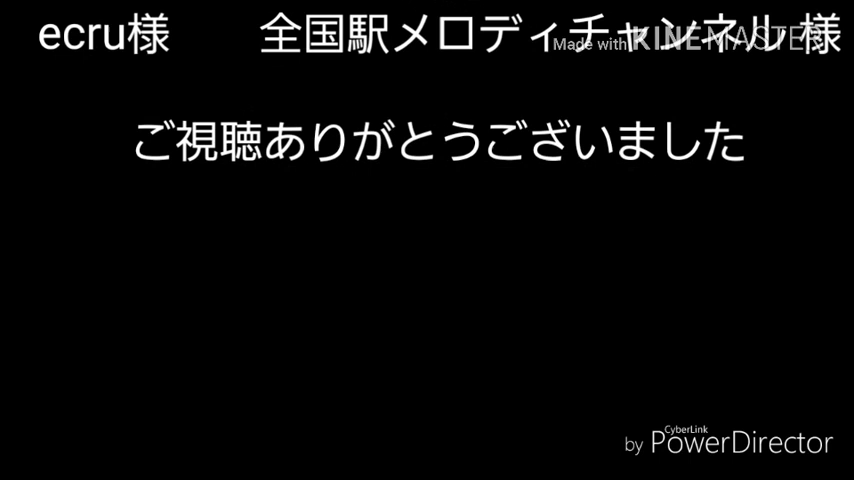 ecru様 全国駅メロディチャンネル 様
Made with KINEMASTER
ご視聴ありがとうございました
CyberLink
by PowerDirector